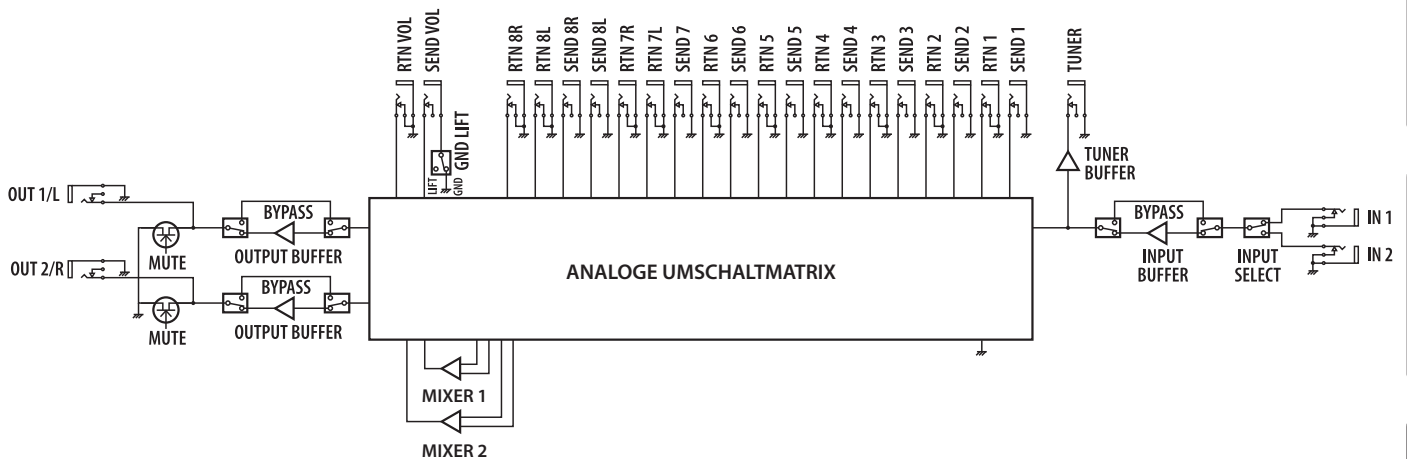 RTN VOL
SEND VOL
RTN 8R
RTN 8L
SEND 8R
SEND 8L
RTN 7R
RTN 7L
SEND 7
RTN 6
SEND 6
RTN 5
SEND 5
RTN 4
SEND 4
RTN 3
SEND 3
RTN 2
SEND 2
RTN 1
SEND 1
TUNER
GND LIFT
LIFT
GND
TUNER
BUFFER
OUT 1/L
BYPASS
OUTPUT BUFFER
MUTE
OUT 2/R
BYPASS
OUTPUT BUFFER
MUTE
ANALOGE UMSCHALTMATRIX
BYPASS
INPUT
BUFFER
INPUT
SELECT
IN 1
IN 2
MIXER 1
MIXER 2